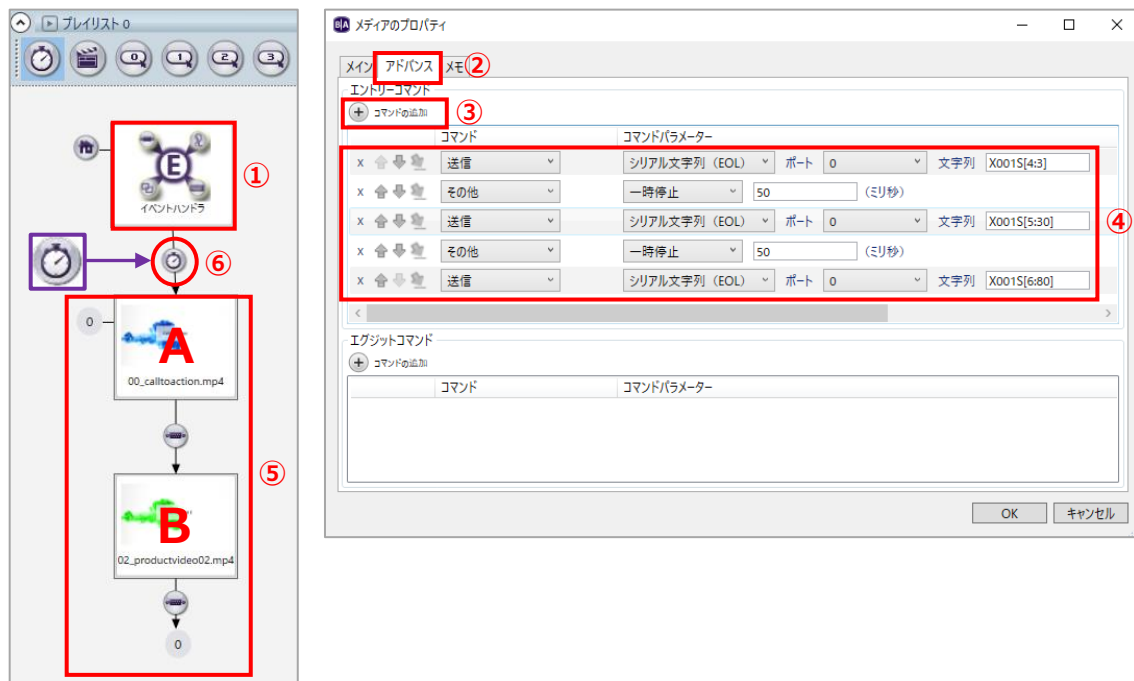 プレイリスト 0
0
1
2
3
①
E
イベントハンドラ
⑥
0
A
00_calltoaction.mp4
⑤
B
02_productvideo02.mp4
0
B|A メディアのプロパティ
メイン アドバンス メモ ②
エントリーコマンド
+ コマンドの追加 ③
コマンド コマンドパラメーター
x 送信 シリアル文字列（EOL） ポート 0 文字列 X001S[4:3]
x その他 一時停止 50 （ミリ秒）
x 送信 シリアル文字列（EOL） ポート 0 文字列 X001S[5:30] ④
x その他 一時停止 50 （ミリ秒）
x 送信 シリアル文字列（EOL） ポート 0 文字列 X001S[6:80]
エグジットコマンド
+ コマンドの追加
コマンド コマンドパラメーター
OK キャンセル